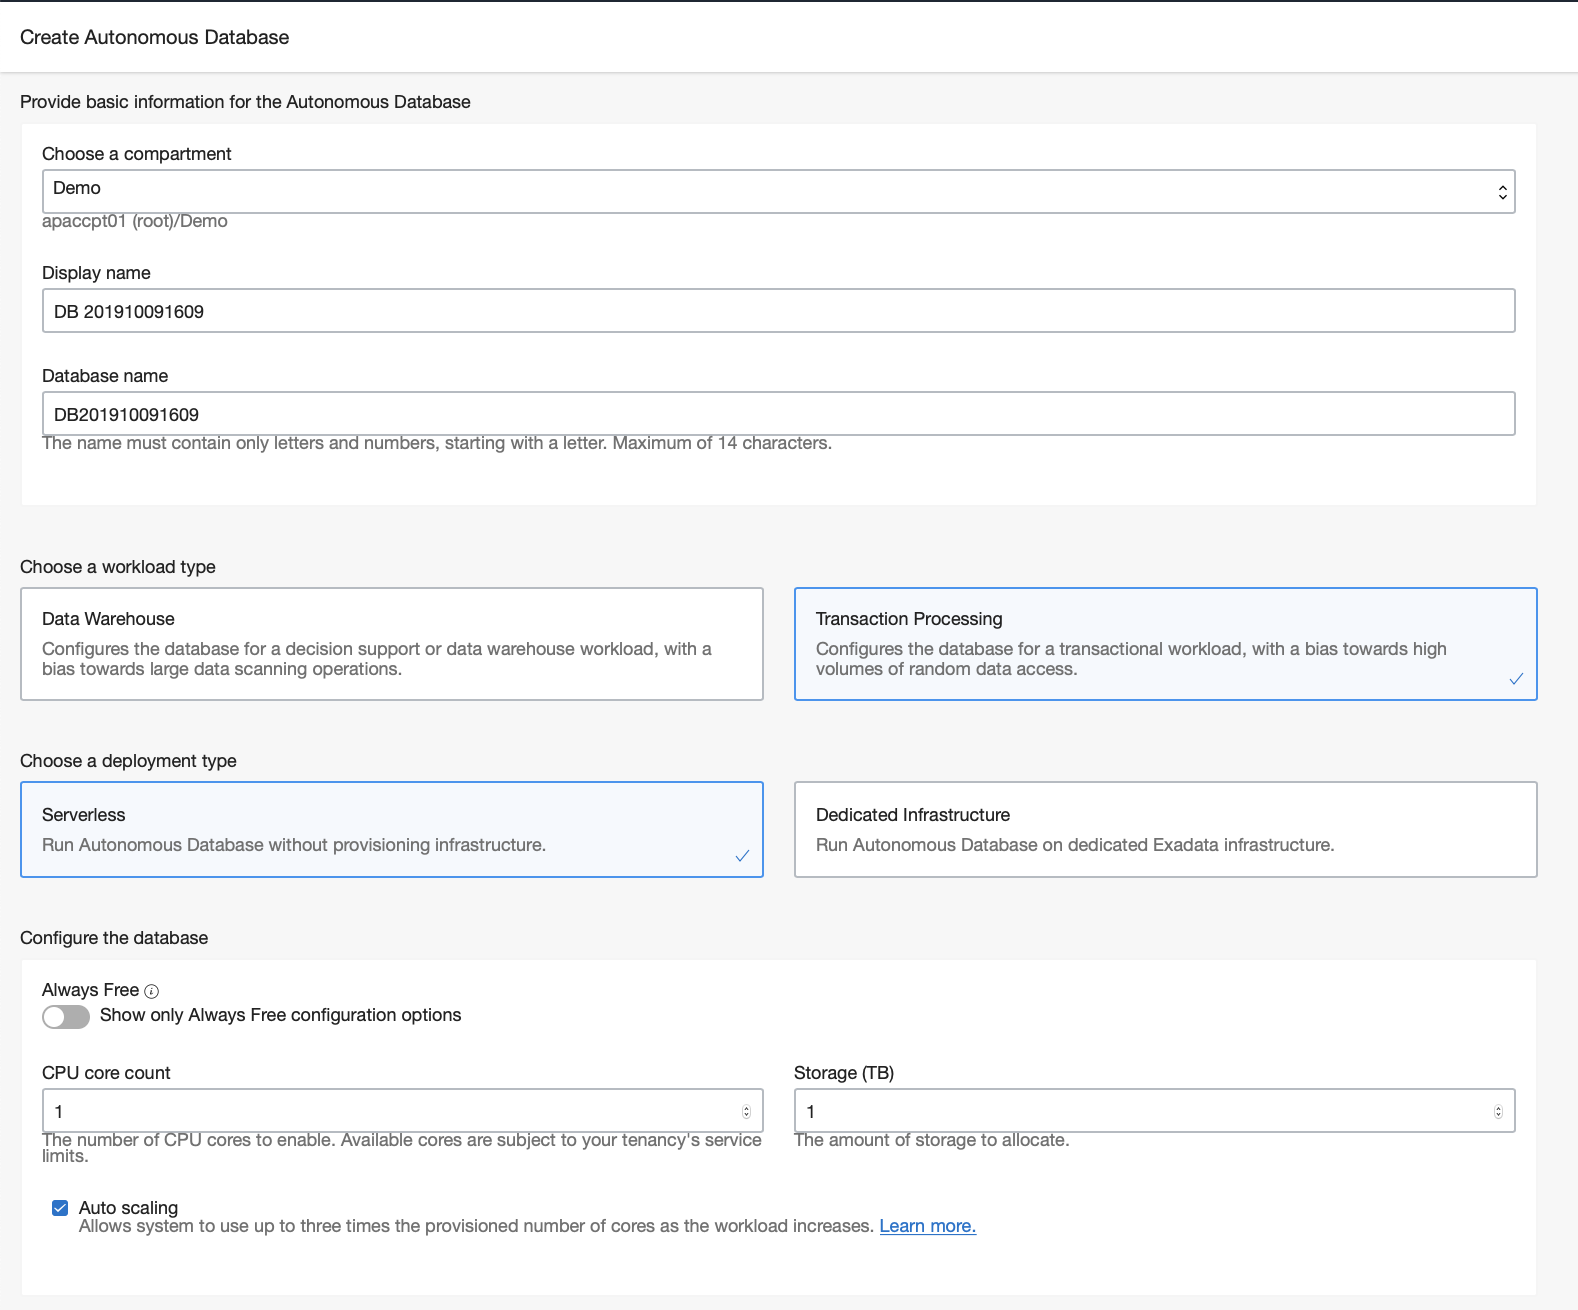 Create Autonomous Database
Provide basic information for the Autonomous Database
Choose a compartment
Demo
apaccpt01 (root)/Demo
Display name
DB 201910091609
Database name
DB201910091609
The name must contain only letters and numbers, starting with a letter. Maximum of 14 characters.
Choose a workload type
Data Warehouse
Configures the database for a decision support or data warehouse workload, with a
bias towards large data scanning operations.
Transaction Processing
Configures the database for a transactional workload, with a bias towards high
volumes of random data access.
Choose a deployment type
Serverless
Run Autonomous Database without provisioning infrastructure.
Dedicated Infrastructure
Run Autonomous Database on dedicated Exadata infrastructure.
Configure the database
Always Free
Show only Always Free configuration options
CPU core count
1
The number of CPU cores to enable. Available cores are subject to your tenancy's service
limits.
Storage (TB)
1
The amount of storage to allocate.
Auto scaling
Allows system to use up to three times the provisioned number of cores as the workload increases. Learn more.